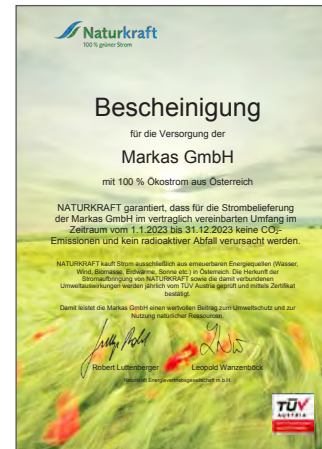 Naturkraft
100 % grüner Strom
Bescheinigung
für die Versorgung der
Markas GmbH
mit 100 % Ökostrom aus Österreich
NATURKRAFT garantiert, dass für die Strombelieferung
der Markas GmbH im vertraglich vereinbarten Umfang im
Zeitraum vom 1.1.2023 bis 31.12.2023 keine CO₂-
Emissionen und kein radioaktiver Abfall verursacht werden.
NATURKRAFT kauft Strom ausschließlich aus erneuerbaren Energiequellen (Wasser,
Wind, Biomasse, Erdwärme, Sonne etc.) in Österreich. Die Herkunft der
Stromaufbringung von NATURKRAFT sowie die damit verbundenen
Umweltauswirkungen werden jährlich vom TÜV Austria geprüft und mittels Zertifikat
bestätigt.
Damit leistet die Markas GmbH einen wertvollen Beitrag zum Umweltschutz und zur
Nutzung natürlicher Ressourcen.
Robert Luttenberger Leopold Wanzenböck
Naturkraft Energievertriebsgesellschaft m.b.H.
TÜV
AUSTRIA